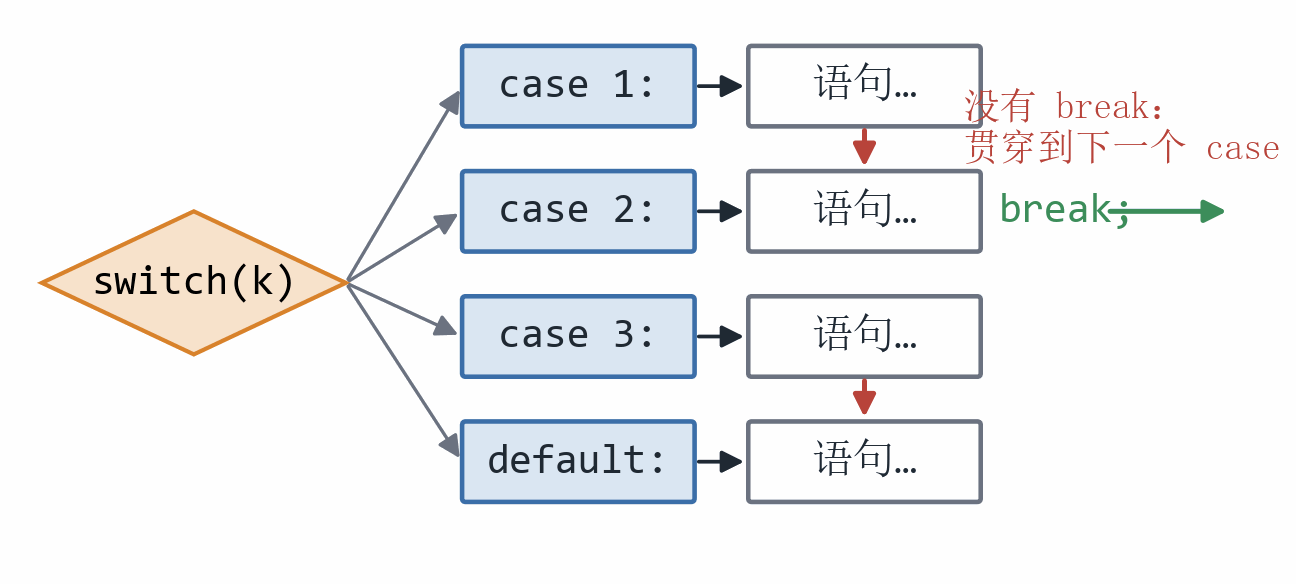 switch(k)
case 1:
语句…
没有 break:
贯穿到下一个 case
case 2:
语句…
break;
case 3:
语句…
default:
语句…